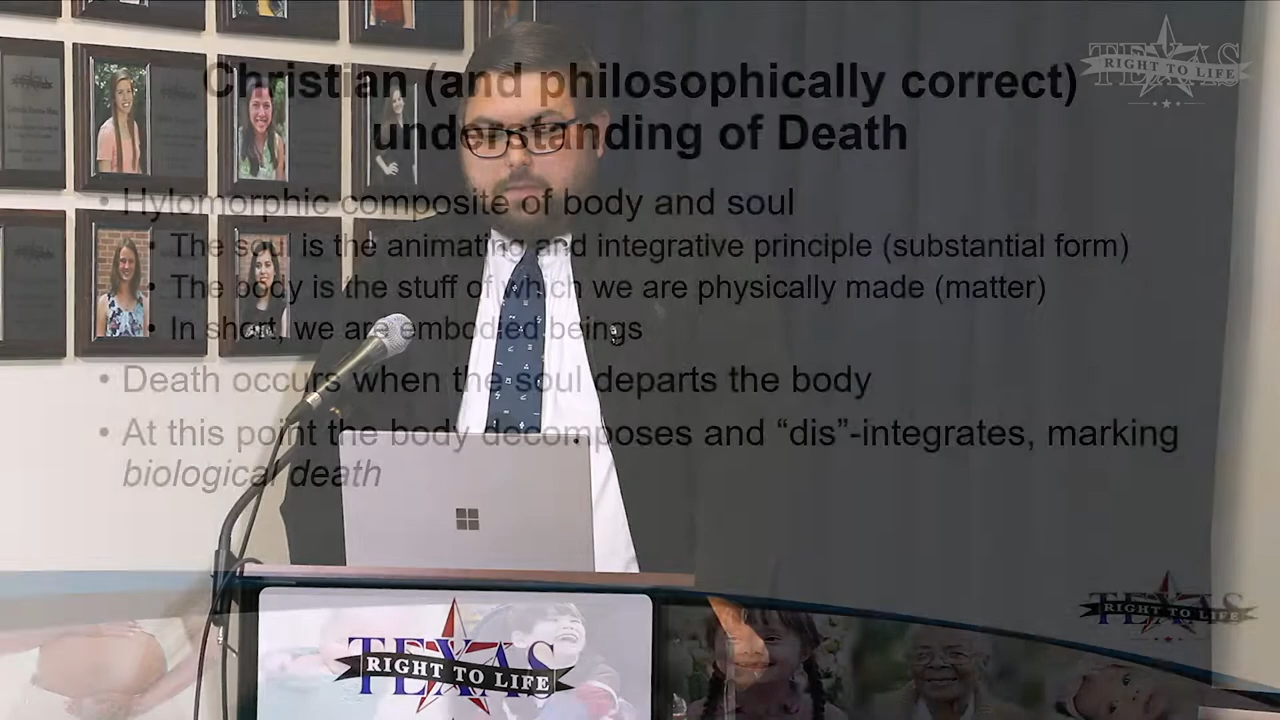 TEXAS
RIGHT TO LIFE
Christian (and philosophically correct)
understanding of Death
• Hylomorphic composite of body and soul
• The soul is the animating and integrative principle (substantial form)
• The body is the stuff of which we are physically made (matter)
• In short, we are embodied beings
• Death occurs when the soul departs the body
• At this point the body decomposes and “dis”-integrates, marking
biological death
TEXAS
RIGHT TO LIFE
TEXAS
RIGHT TO LIFE